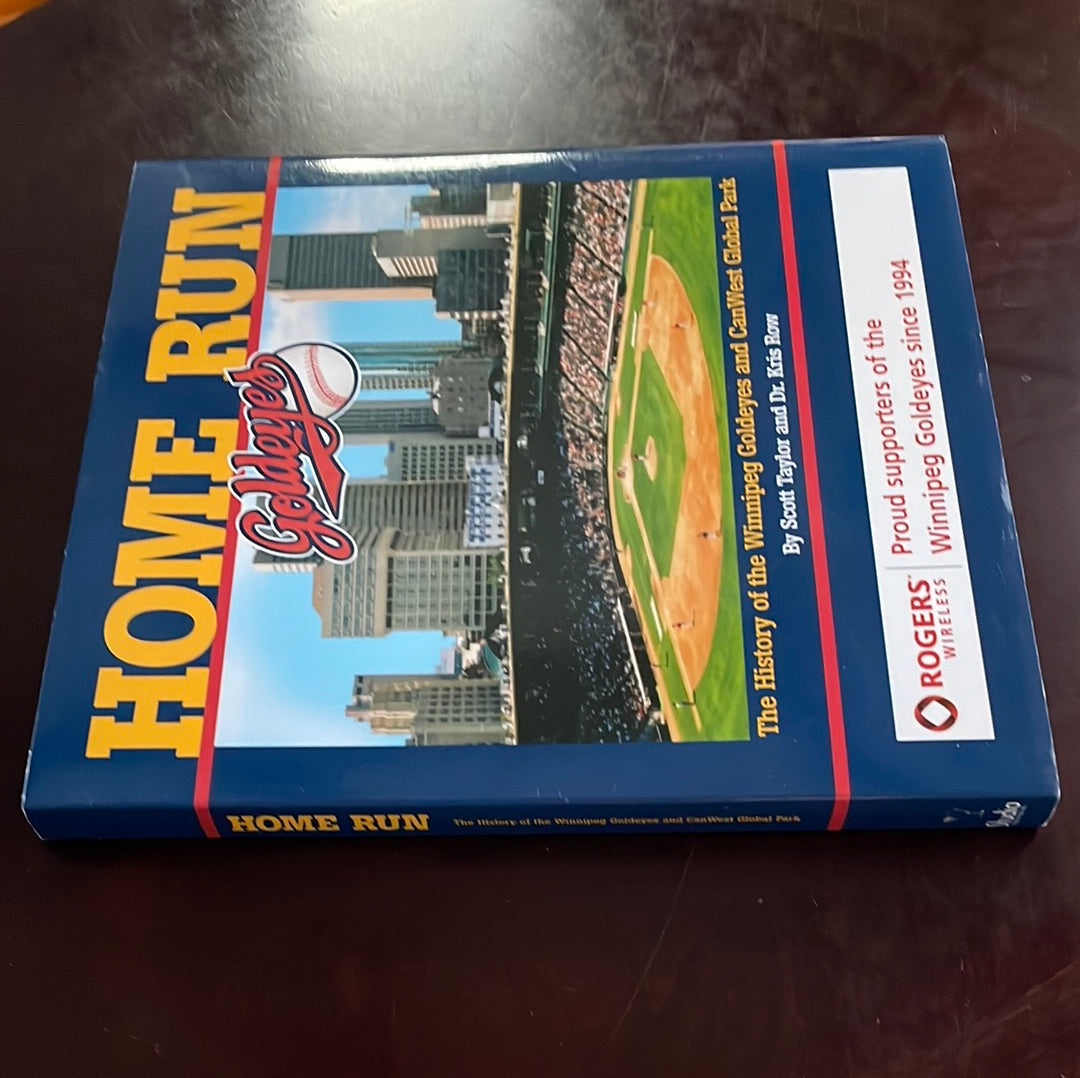 HOME RUN
Goldeyes
The History of the Winnipeg Goldeyes and CanWest Global Park
By Scott Taylor and Dr. Kris Row
ROGERS™
WIRELESS
Proud supporters of the
Winnipeg Goldeyes since 1994
HOME RUN
The History of the Winnipeg Goldeyes and CanWest Global Park